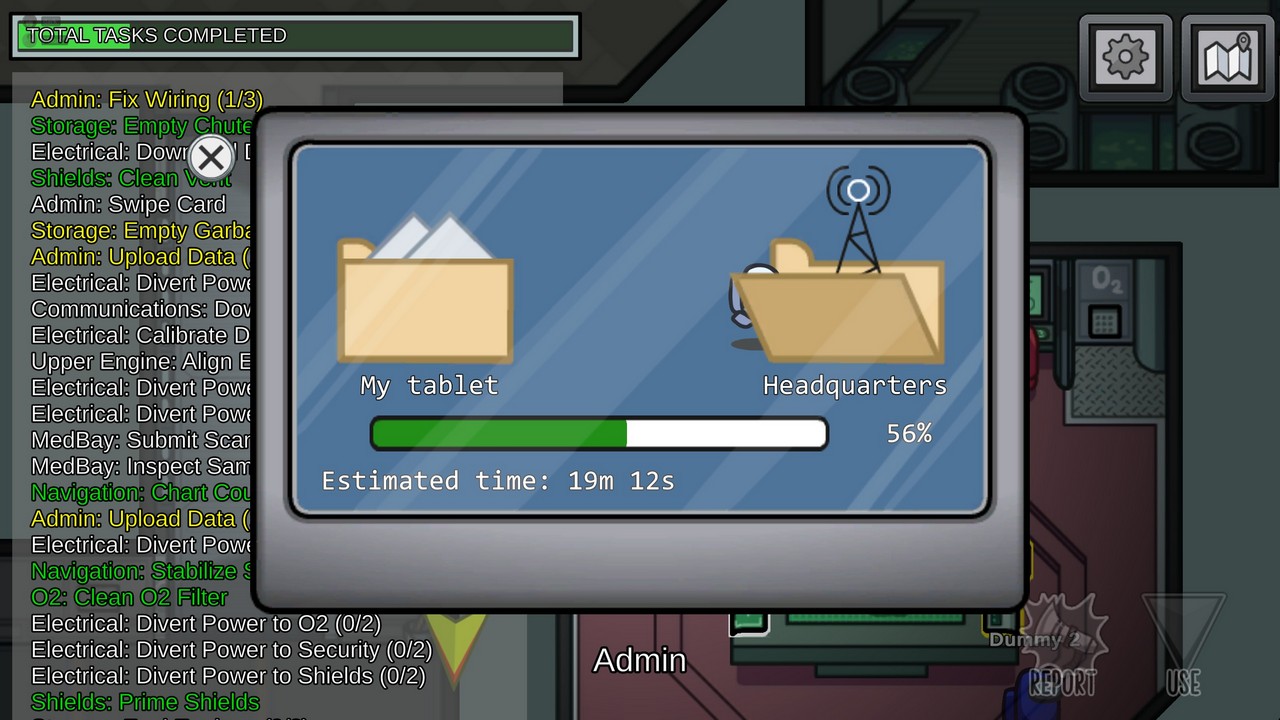 TOTAL TASKS COMPLETED
Admin: Fix Wiring (1/3)
Storage: Empty Chute
Electrical: Down
Shields: Clean Vent
Admin: Swipe Card
Storage: Empty Garba
Admin: Upload Data (
Electrical: Divert Powe
Communications: Dow
Electrical: Calibrate D
Upper Engine: Align E
Electrical: Divert Powe
Electrical: Divert Powe
MedBay: Submit Scan
MedBay: Inspect Sam
Navigation: Chart Cou
Admin: Upload Data (
Electrical: Divert Powe
Navigation: Stabilize S
O2: Clean O2 Filter
Electrical: Divert Power to O2 (0/2)
Electrical: Divert Power to Security (0/2)
Electrical: Divert Power to Shields (0/2)
Shields: Prime Shields
My tablet
Headquarters
56%
Estimated time: 19m 12s
O2
Admin
Dummy 2
REPORT
USE